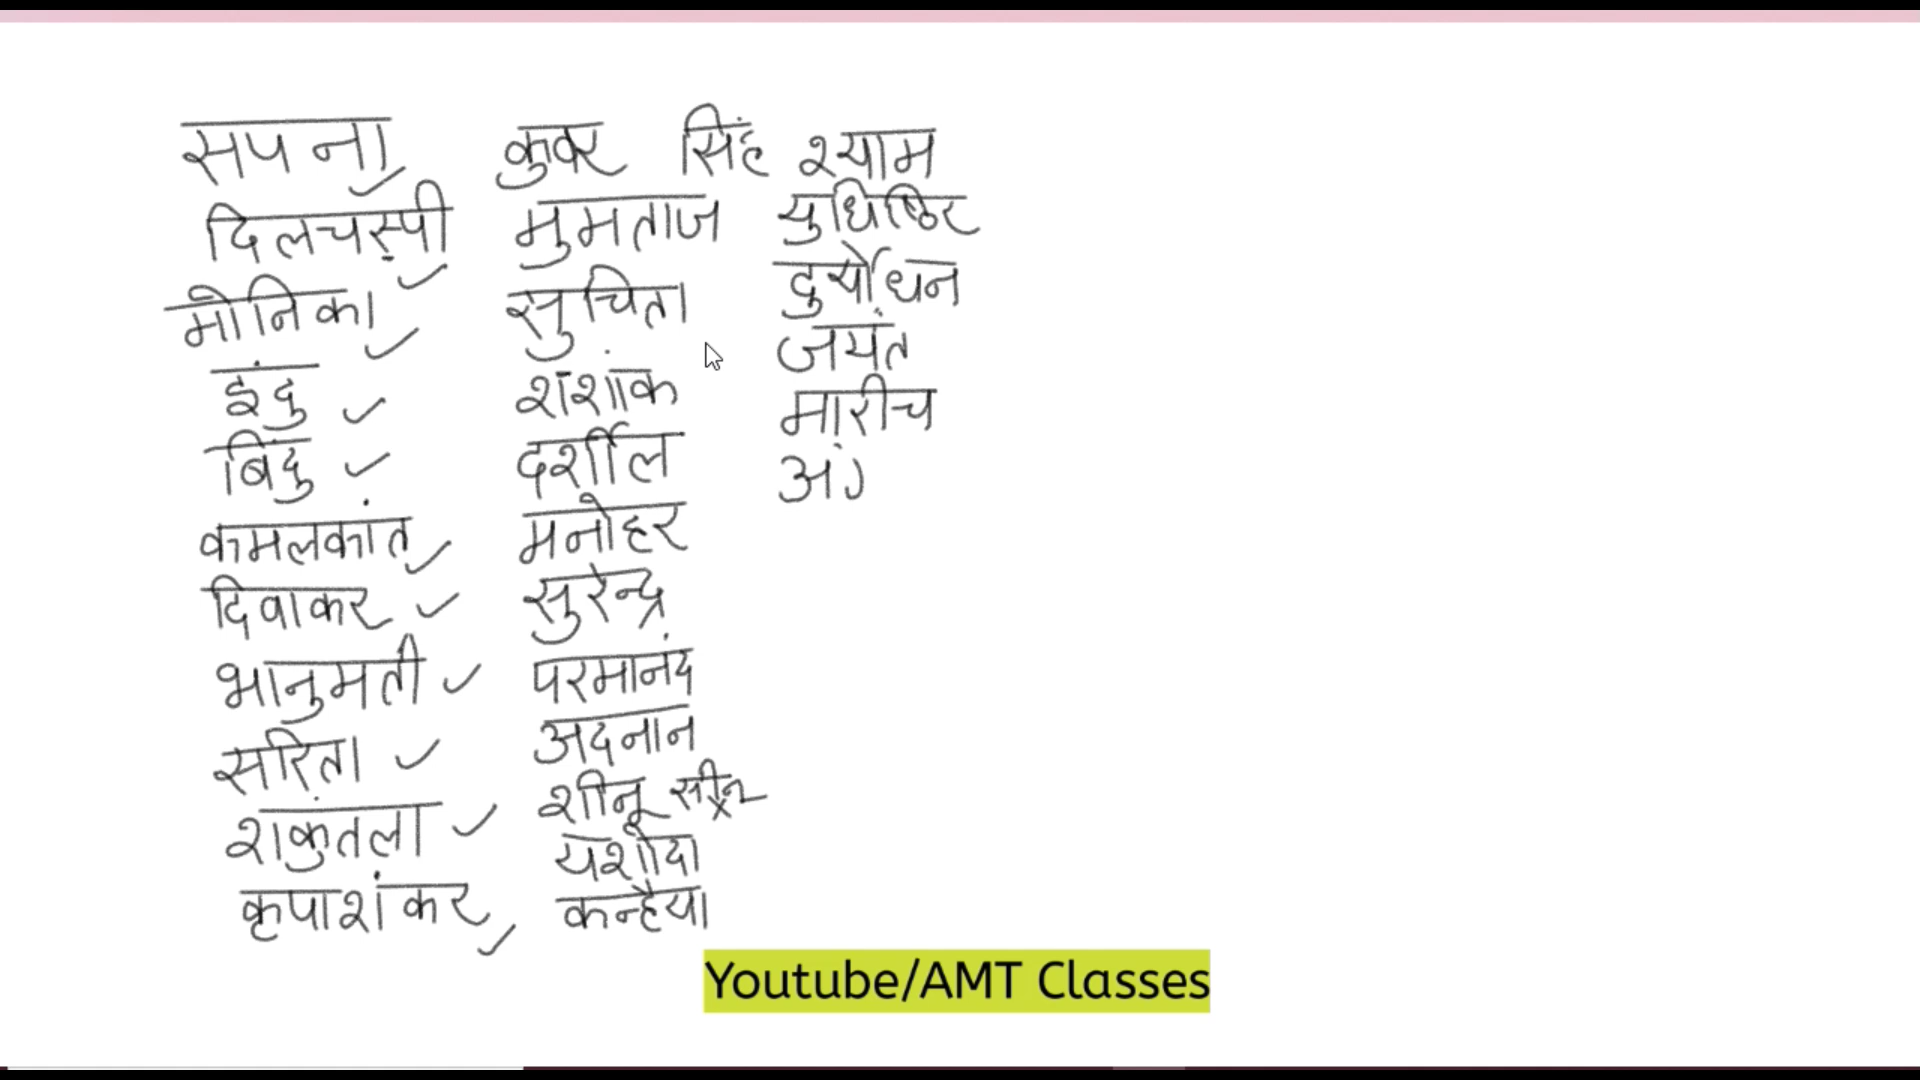 सपना
दिलचस्पी
मोनिका
इंदु
बिंदु
कमलकांत
दिवाकर
भानुमती
सरिता
शकुंतला
कृपाशंकर
कुवर सिंह
मुमताज
सुचिता
शशांक
दर्शील
मनोहर
सुरेन्द्र
परमानंद
अदनान
शीनू
यशोदा
कन्हैया
श्याम
युधिष्ठिर
दुर्योधन
जयंत
मारीच
Youtube/AMT Classes